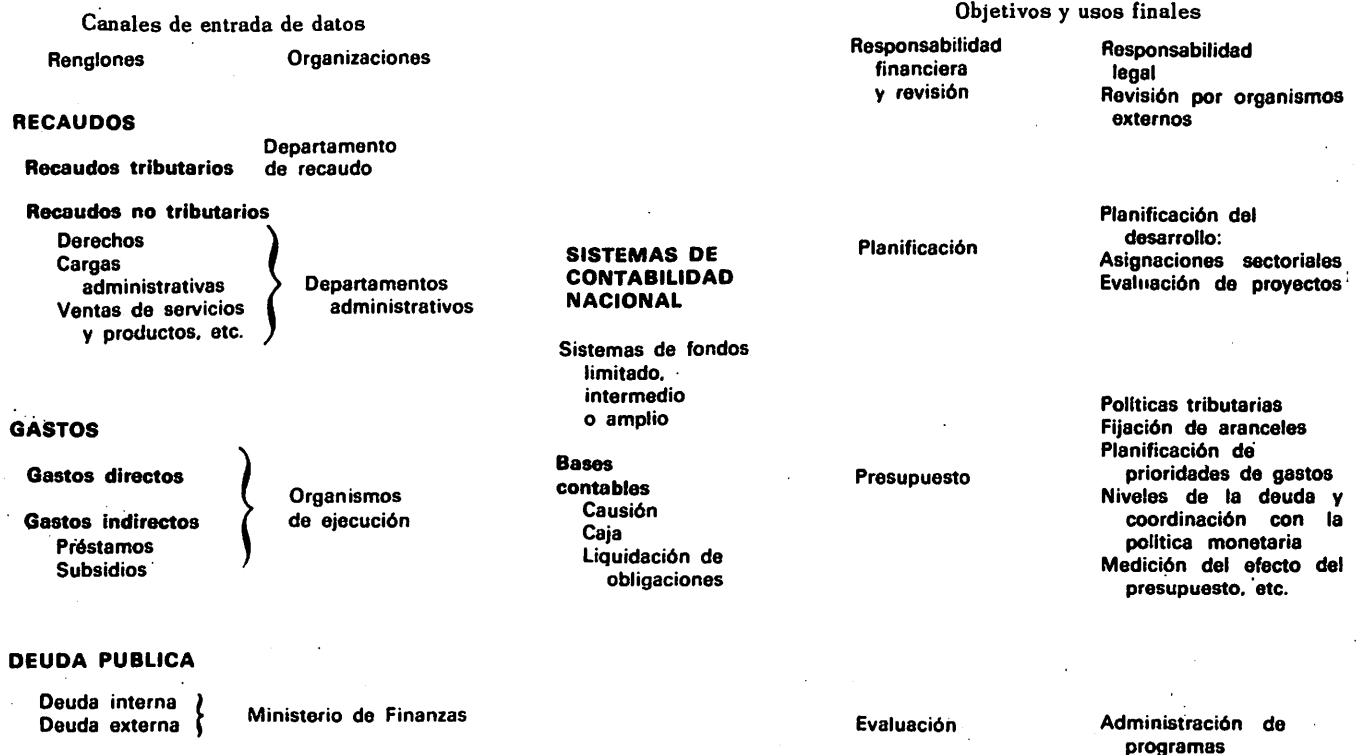 Canales de entrada de datos
Renglones
Organizaciones
RECAUDOS
Recaudos tributarios
Departamento
de recaudo
Recaudos no tributarios
Derechos
Cargas
administrativas
Ventas de servicios
y productos, etc.
Departamentos
administrativos
GASTOS
Gastos directos
Gastos indirectos
Préstamos
Subsidios
Organismos
de ejecución
DEUDA PUBLICA
Deuda interna
Deuda externa
Ministerio de Finanzas
SISTEMAS DE
CONTABILIDAD
NACIONAL
Sistemas de fondos
limitado,
intermedio
o amplio
Bases
contables
Causión
Caja
Liquidación de
obligaciones
Objetivos y usos finales
Responsabilidad
financiera
y revisión
Responsabilidad
legal
Revisión por organismos
externos
Planificación
Planificación del
desarrollo:
Asignaciones sectoriales
Evaluación de proyectos
Presupuesto
Políticas tributarias
Fijación de aranceles
Planificación de
prioridades de gastos
Niveles de la deuda y
coordinación con la
política monetaria
Medición del efecto del
presupuesto, etc.
Evaluación
Administración de
programas